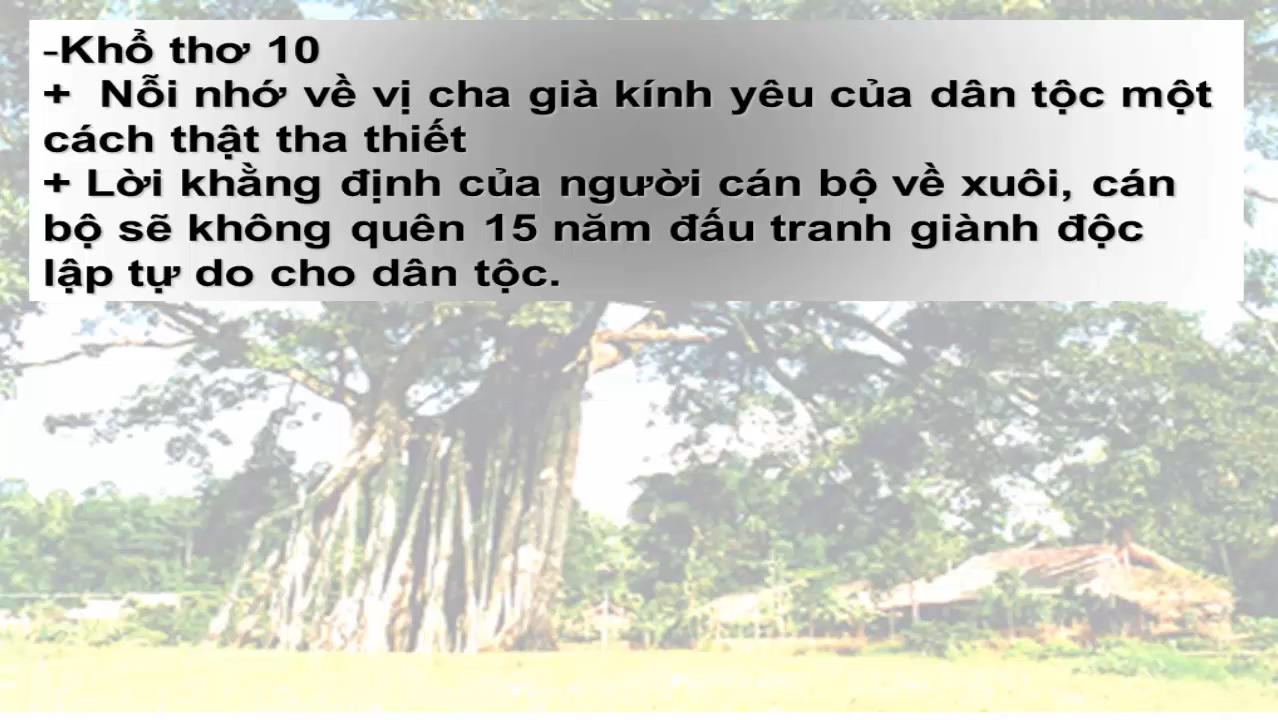 -Khổ thơ 10
+ Nỗi nhớ về vị cha già kính yêu của dân tộc một
cách thật tha thiết
+ Lời khẳng định của người cán bộ về xuôi, cán
bộ sẽ không quên 15 năm đấu tranh giành độc
lập tự do cho dân tộc.